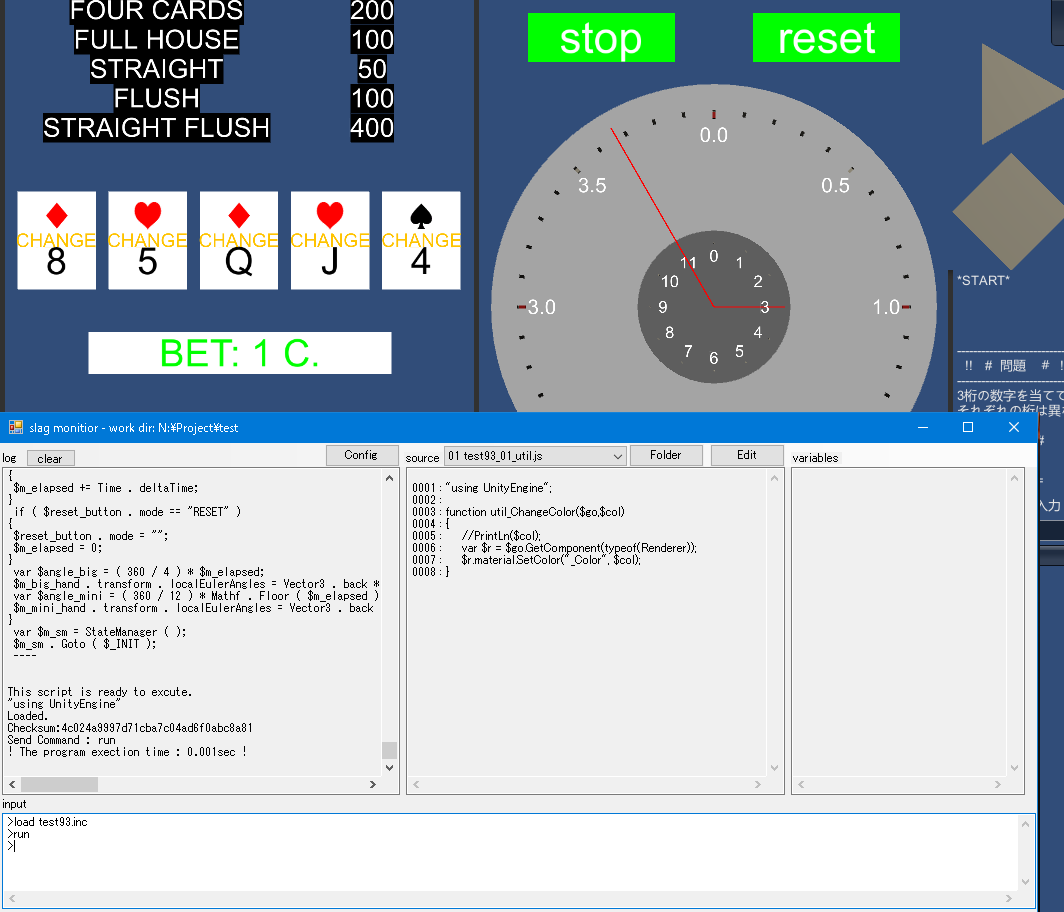 FOUR CARDS 200
FULL HOUSE 100
STRAIGHT 50
FLUSH 100
STRAIGHT FLUSH 400
CHANGE CHANGE CHANGE CHANGE CHANGE
8 5 Q J 4
BET: 1 C.
stop reset
0.0
3.5 0.5
3.0 1.0
0
11 1
10 2
9 3
8 4
7 5
6
*START*
!! # 問題 # !
3桁の数字を当てて
それぞれの桁は異
#
=
入力
slag monitior - work dir: N:¥Project¥test
log clear Config
{
$m_elapsed += Time . deltaTime;
}
if ( $reset_button . mode == "RESET" )
{
$reset_button . mode = "";
$m_elapsed = 0;
}
var $angle_big = ( 360 / 4 ) * $m_elapsed;
$m_big_hand . transform . localEulerAngles = Vector3 . back *
var $angle_mini = ( 360 / 12 ) * Mathf . Floor ( $m_elapsed )
$m_mini_hand . transform . localEulerAngles = Vector3 . back
}
var $m_sm = StateManager ( );
$m_sm . Goto ( $_INIT );
----
This script is ready to excute.
"using UnityEngine"
Loaded.
Checksum:4c024a9997d71cba7c04ad6f0abc8a81
Send Command : run
! The program exection time : 0.001sec !
source 01 test93_01_util.js Folder Edit
0001 : "using UnityEngine";
0002 :
0003 : function util_ChangeColor($go,$col)
0004 : {
0005 : //PrintLn($col);
0006 : var $r = $go.GetComponent(typeof(Renderer));
0007 : $r.material.SetColor("_Color", $col);
0008 : }
variables
input
>load test93.inc
>run
>